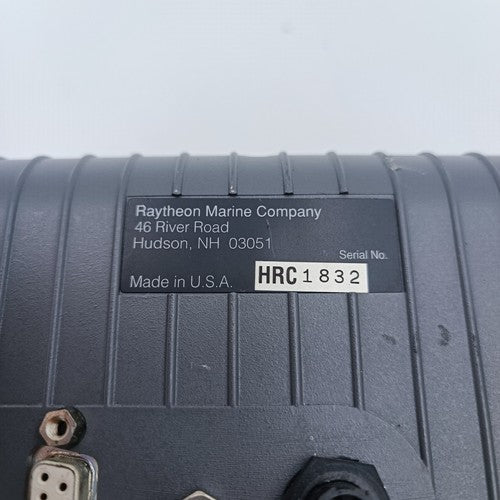 Raytheon Marine Company
46 River Road
Hudson, NH 03051
Serial No.
Made in U.S.A. HRC1832